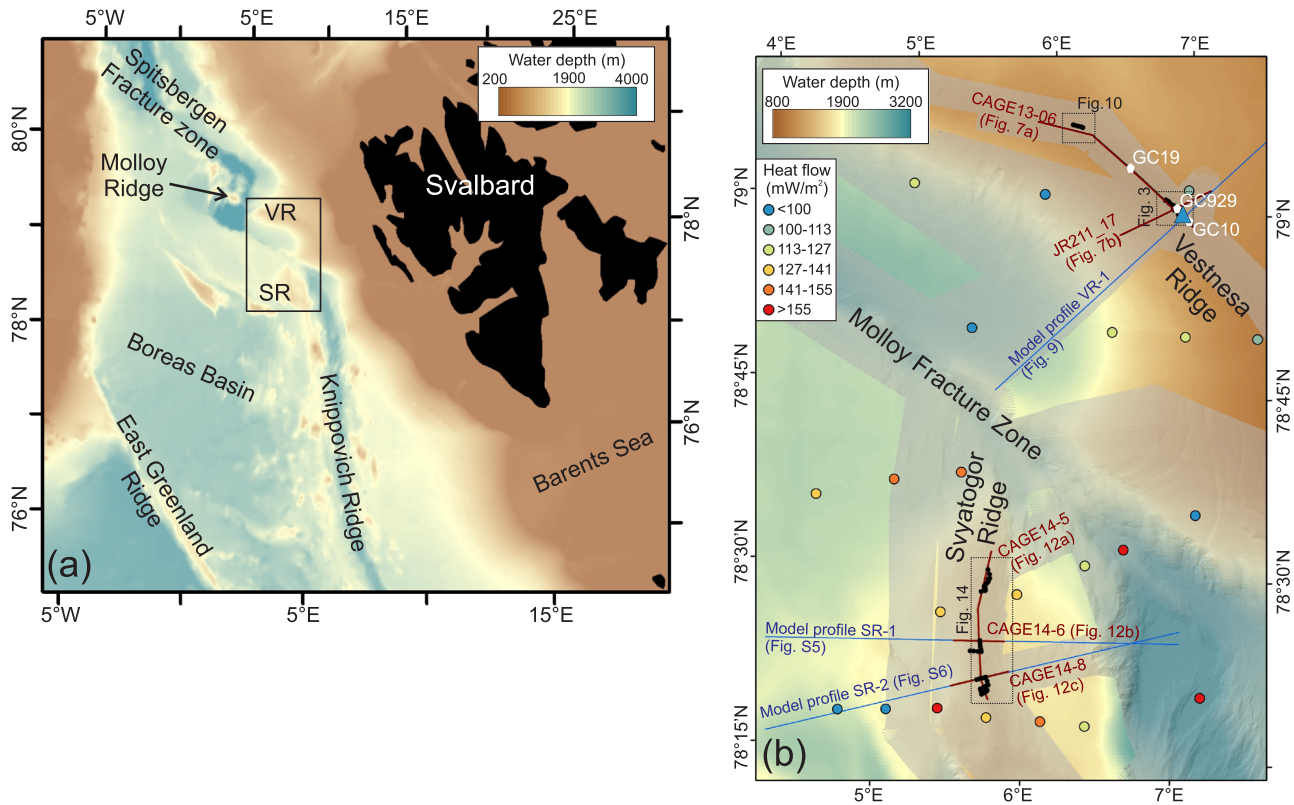 5°W
0°
5°E
15°E
25°E
Water depth (m)
200
1900
4000
Spitsbergen
Fracture zone
80°N
Molloy
Ridge
Svalbard
VR
78°N
SR
78°N
Boreas Basin
Knippovich Ridge
76°N
East Greenland
Ridge
Barents Sea
76°N
(a)
5°W
0°
5°E
10°E
15°E
4°E
5°E
6°E
7°E
Water depth (m)
800
1900
3200
CAGE13-06
(Fig. 7a)
Fig.10
GC19
Heat flow
(mW/m²)
<100
100-113
113-127
127-141
141-155
>155
79°N
79°N
Fig. 3
GC929
GC10
JR211_17
(Fig. 7b)
Vestnesa
Ridge
Model profile VR-1
(Fig. 9)
Molloy Fracture Zone
78°45'N
78°45'N
Svyatogor
Ridge
CAGE14-5
(Fig. 12a)
78°30'N
78°30'N
Fig. 14
Model profile SR-1
(Fig. S5)
CAGE14-6 (Fig. 12b)
Model profile SR-2 (Fig. S6)
CAGE14-8
(Fig. 12c)
78°15'N
(b)
5°E
6°E
7°E